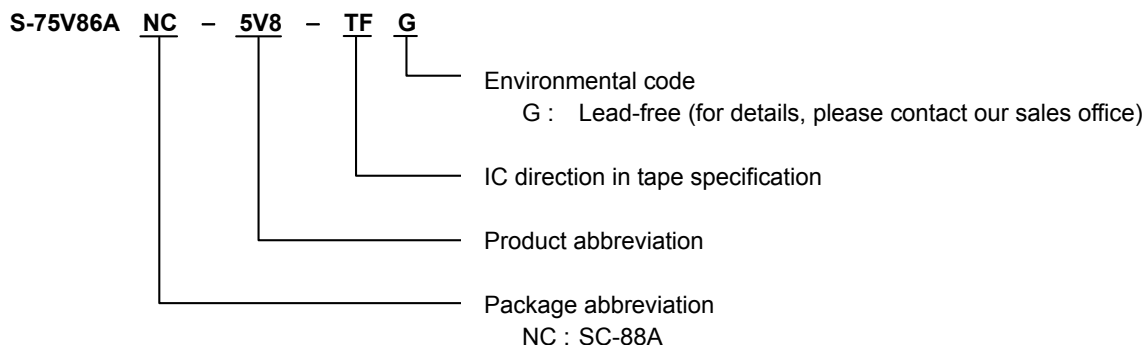 S-75V86A NC – 5V8 – TF G
Environmental code
G : Lead-free (for details, please contact our sales office)
IC direction in tape specification
Product abbreviation
Package abbreviation
NC : SC-88A